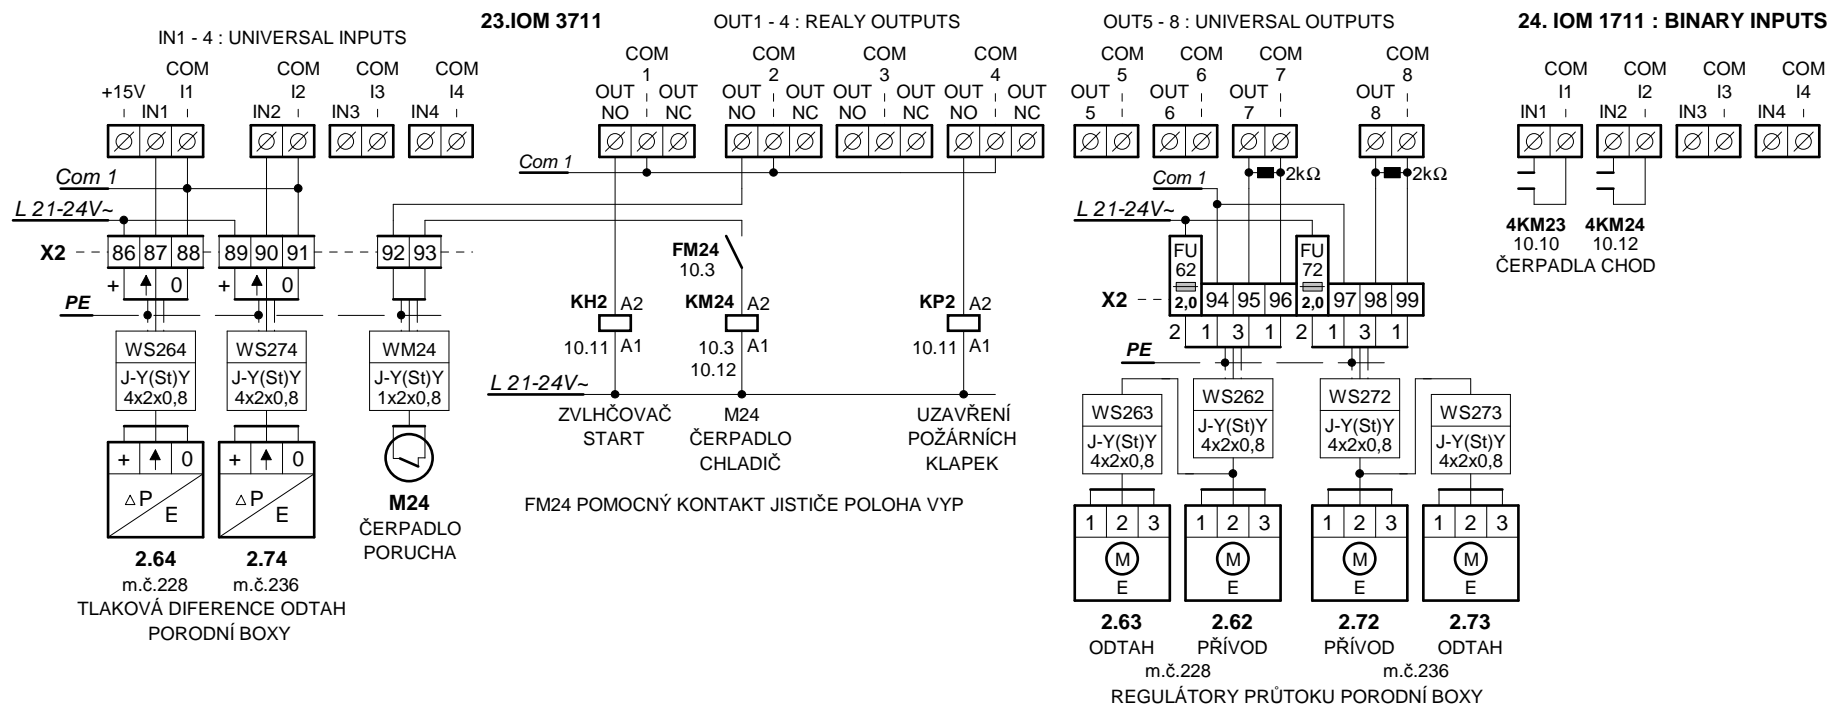 23.IOM 3711
OUT1 - 4 : REALY OUTPUTS
OUT5 - 8 : UNIVERSAL OUTPUTS
24. IOM 1711 : BINARY INPUTS
IN1 - 4 : UNIVERSAL INPUTS
COM COM COM COM
+15V I1 I2 I3 I4
IN1 IN2 IN3 IN4
COM COM COM COM
1 2 3 4
OUT OUT OUT OUT OUT OUT OUT OUT
NO NC NO NC NO NC NO NC
COM COM COM COM
5 6 7 8
OUT OUT OUT OUT
5 6 7 8
COM COM COM COM
I1 I2 I3 I4
IN1 IN2 IN3 IN4
Com 1
L 21-24V~
X2 86 87 88 89 90 91 92 93
+ 0 + 0
PE
WS264 WS274 WM24
J-Y(St)Y J-Y(St)Y J-Y(St)Y
4x2x0,8 4x2x0,8 1x2x0,8
+ 0 + 0
△P △P
E E
2.64 2.74
m.č.228 m.č.236
TLAKOVÁ DIFERENCE ODTAH
PORODNÍ BOXY
M24
ČERPADLO
PORUCHA
Com 1
FM24
10.3
KH2 A2 KM24 A2 KP2 A2
10.11 A1 10.3 A1 10.11 A1
10.12
L 21-24V~
ZVLHČOVAČ
START
M24
ČERPADLO
CHLADIČ
UZAVŘENÍ
POŽÁRNÍCH
KLAPEK
FM24 POMOCNÝ KONTAKT JISTIČE POLOHA VYP
2kΩ 2kΩ
Com 1
L 21-24V~
FU FU
62 72
X2 2,0 94 95 96 2,0 97 98 99
2 1 3 1 2 1 3 1
PE
WS263 WS262 WS272 WS273
J-Y(St)Y J-Y(St)Y J-Y(St)Y J-Y(St)Y
4x2x0,8 4x2x0,8 4x2x0,8 4x2x0,8
1 2 3 1 2 3 1 2 3 1 2 3
M M M M
E E E E
2.63 2.62 2.72 2.73
ODTAH PŘÍVOD PŘÍVOD ODTAH
m.č.228 m.č.236
REGULÁTORY PRŮTOKU PORODNÍ BOXY
4KM23 4KM24
10.10 10.12
ČERPADLA CHOD